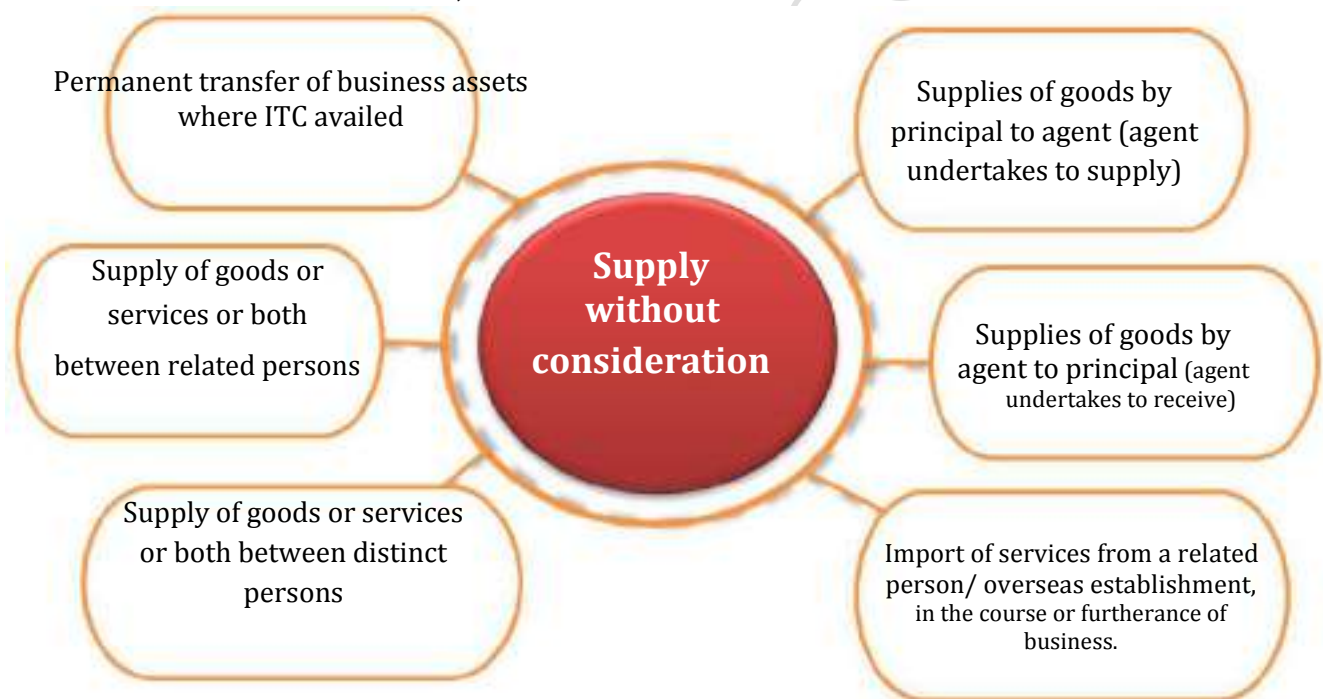 Permanent transfer of business assets
where ITC availed
Supply of goods or
services or both
between related persons
Supply of goods or services
or both between distinct
persons
Supply
without
consideration
Supplies of goods by
principal to agent (agent
undertakes to supply)
Supplies of goods by
agent to principal (agent
undertakes to receive)
Import of services from a related
person/ overseas establishment,
in the course or furtherance of
business.